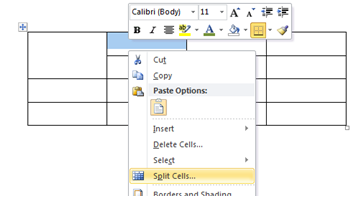 Calibri (Body) 11 A A
B I A
Cut
Copy
Paste Options:
Insert
Delete Cells...
Select
Split Cells...
Borders and Shading